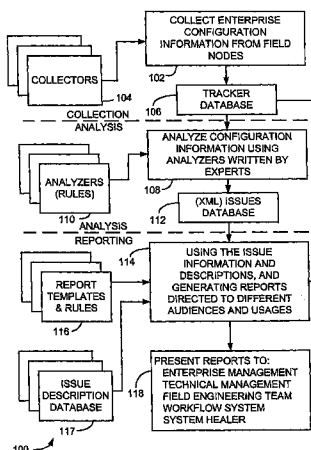 COLLECT ENTERPRISE
CONFIGURATION
INFORMATION FROM FIELD
NODES
102
COLLECTORS
104
106
TRACKER
DATABASE
COLLECTION
ANALYSIS
ANALYZE CONFIGURATION
INFORMATION USING
ANALYZERS WRITTEN BY
EXPERTS
108
ANALYZERS
(RULES)
110
112
(XML) ISSUES
DATABASE
ANALYSIS
REPORTING
114
USING THE ISSUE
INFORMATION AND
DESCRIPTIONS, AND
GENERATING REPORTS
DIRECTED TO DIFFERENT
AUDIENCES AND USAGES
REPORT
TEMPLATES
& RULES
116
ISSUE
DESCRIPTION
DATABASE
117
118
PRESENT REPORTS TO:
ENTERPRISE MANAGEMENT
TECHNICAL MANAGEMENT
FIELD ENGINEERING TEAM
WORKFLOW SYSTEM
SYSTEM HEALER
100